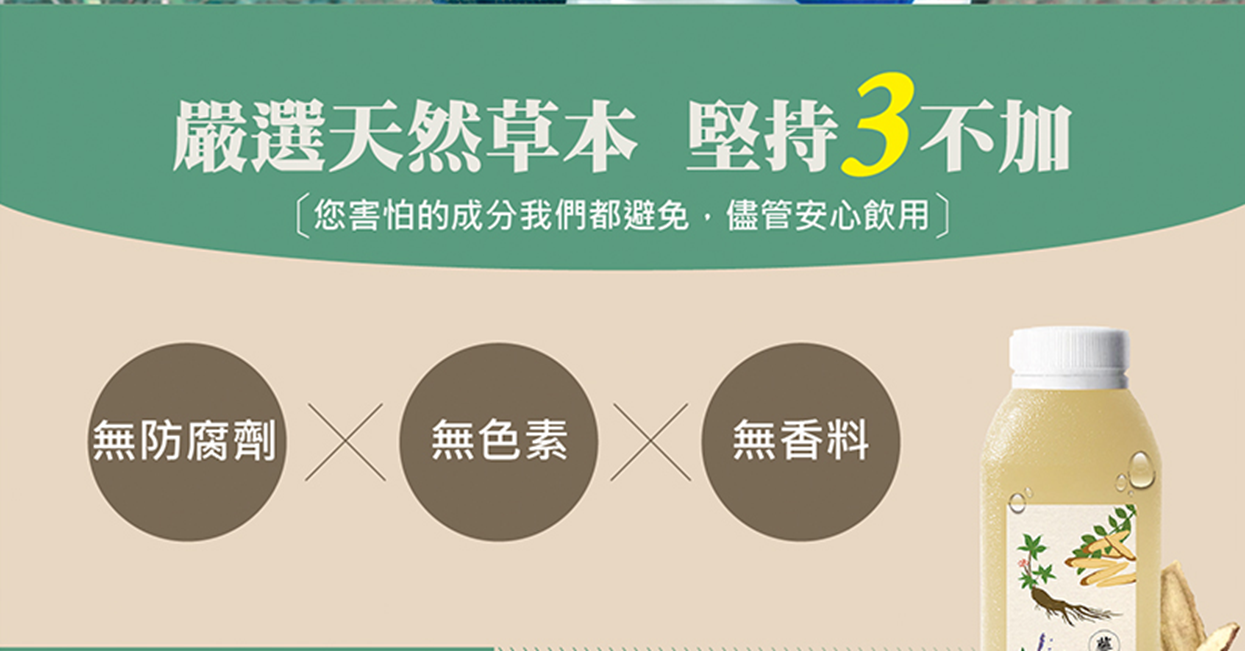 嚴選天然草本 堅持3不加
〔您害怕的成分我們都避免，儘管安心飲用〕
無防腐劑
無色素
無香料